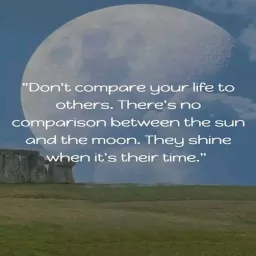 "Don't compare your life to
others. There's no
comparison between the sun
and the moon. They shine
when it's their time."